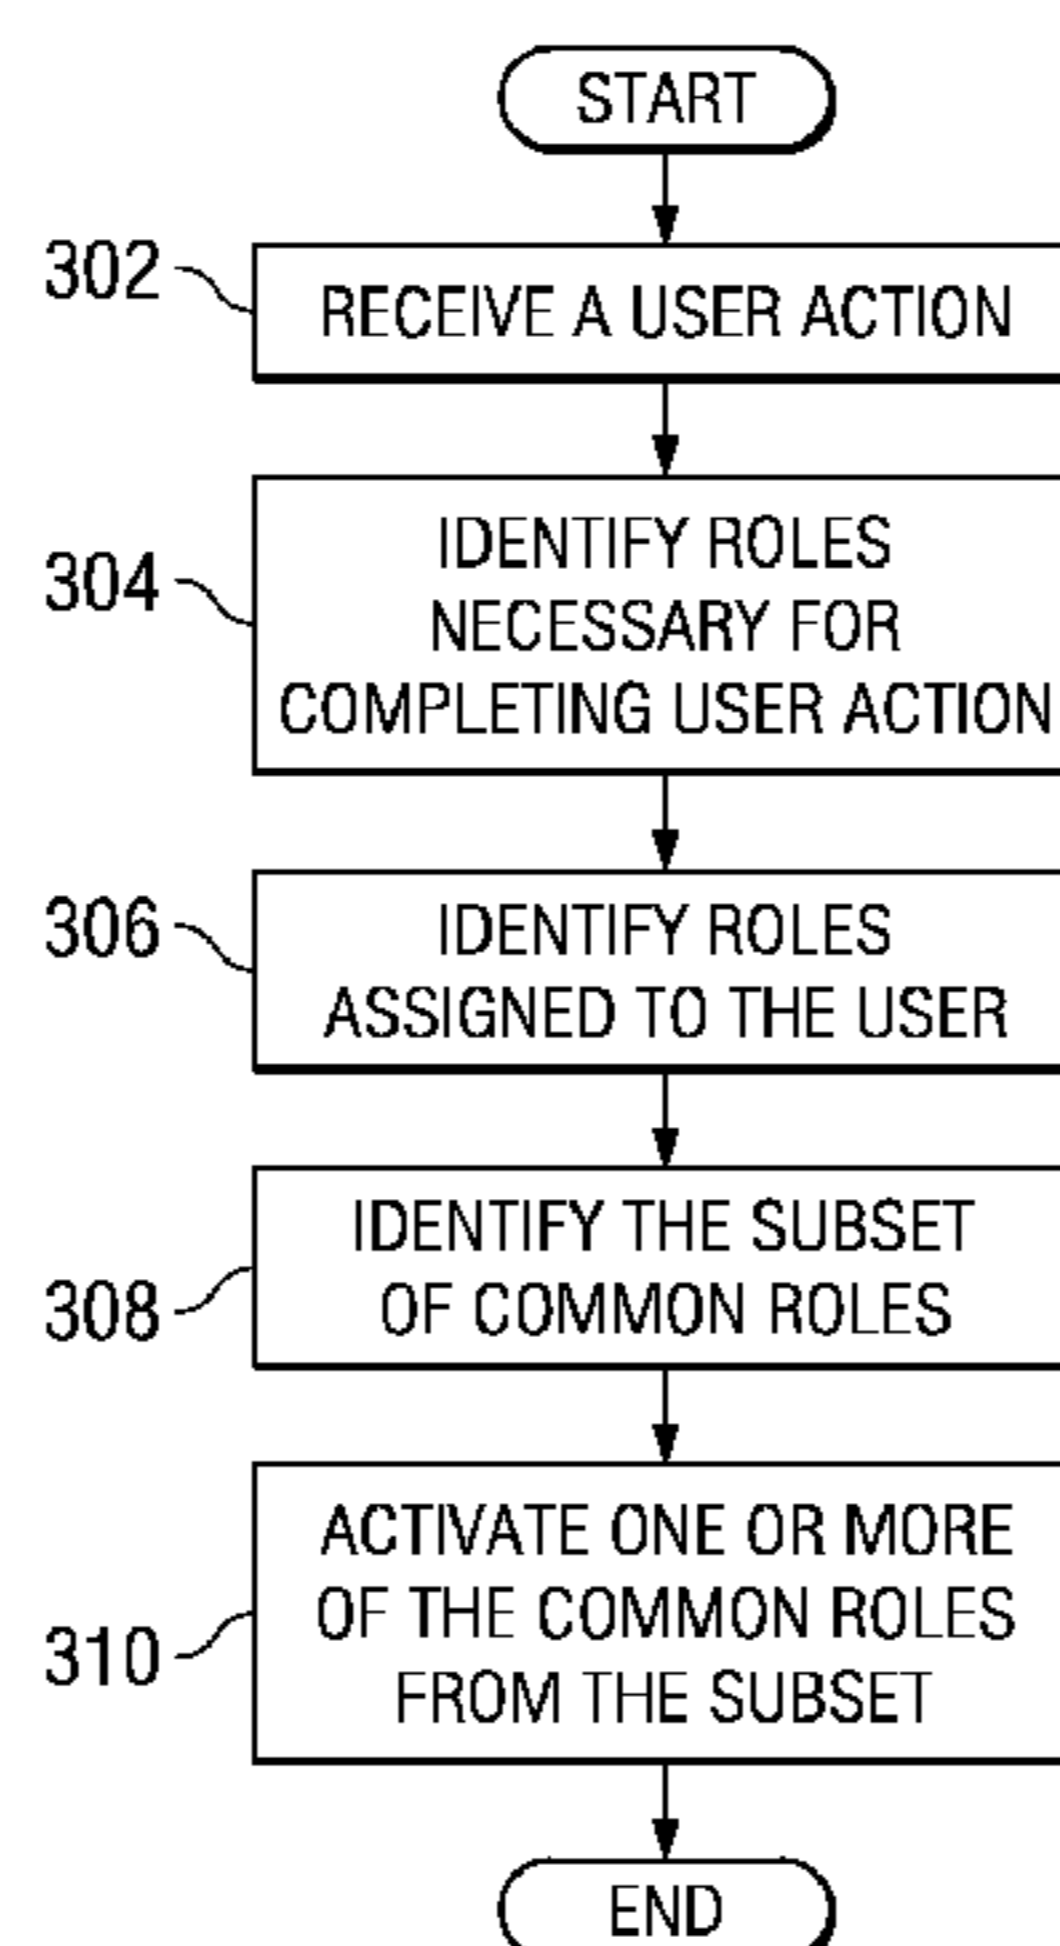 START
302
RECEIVE A USER ACTION
304
IDENTIFY ROLES
NECESSARY FOR
COMPLETING USER ACTION
306
IDENTIFY ROLES
ASSIGNED TO THE USER
308
IDENTIFY THE SUBSET
OF COMMON ROLES
310
ACTIVATE ONE OR MORE
OF THE COMMON ROLES
FROM THE SUBSET
END